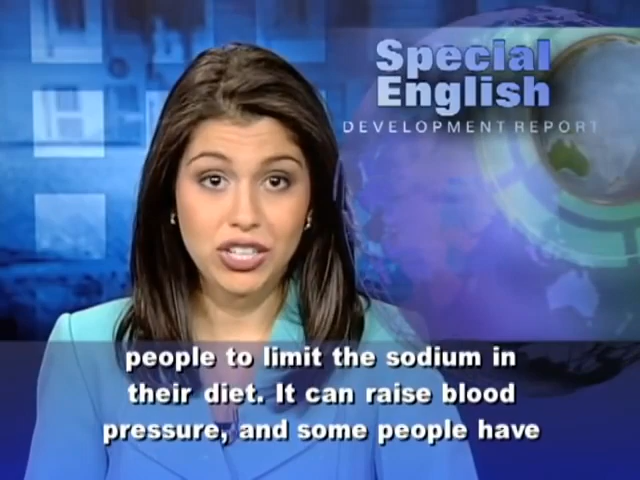 Special
English
DEVELOPMENT REPORT
people to limit the sodium in
their diet. It can raise blood
pressure, and some people have